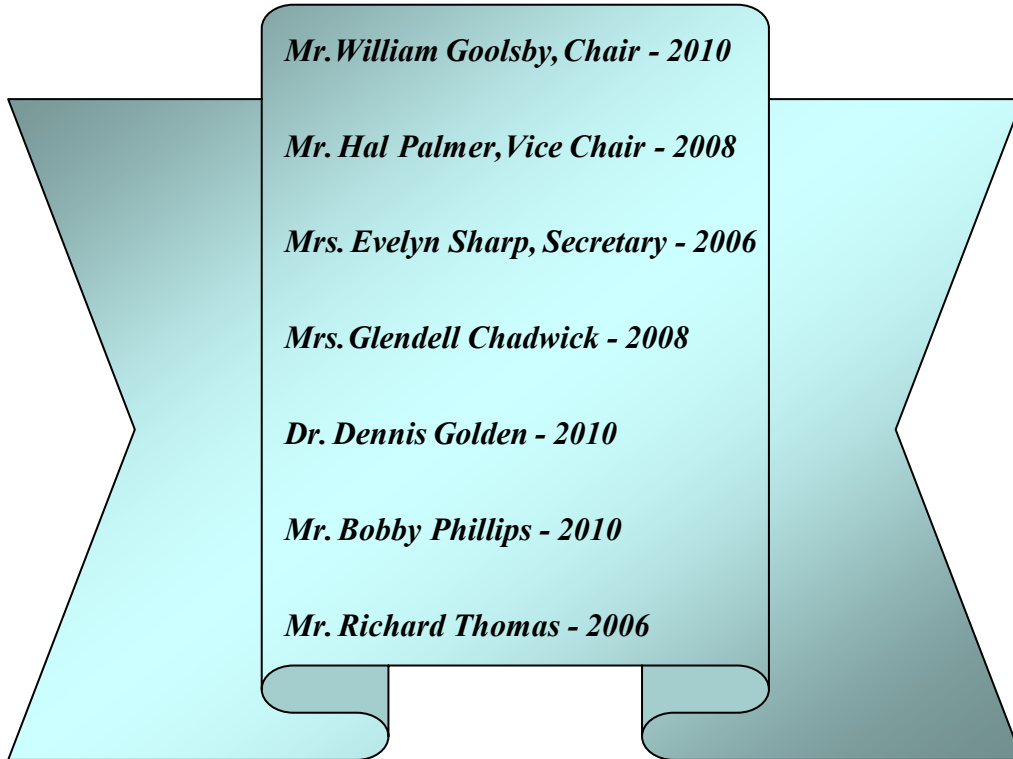 Mr. William Goolsby, Chair - 2010
Mr. Hal Palmer, Vice Chair - 2008
Mrs. Evelyn Sharp, Secretary - 2006
Mrs. Glendell Chadwick - 2008
Dr. Dennis Golden - 2010
Mr. Bobby Phillips - 2010
Mr. Richard Thomas - 2006